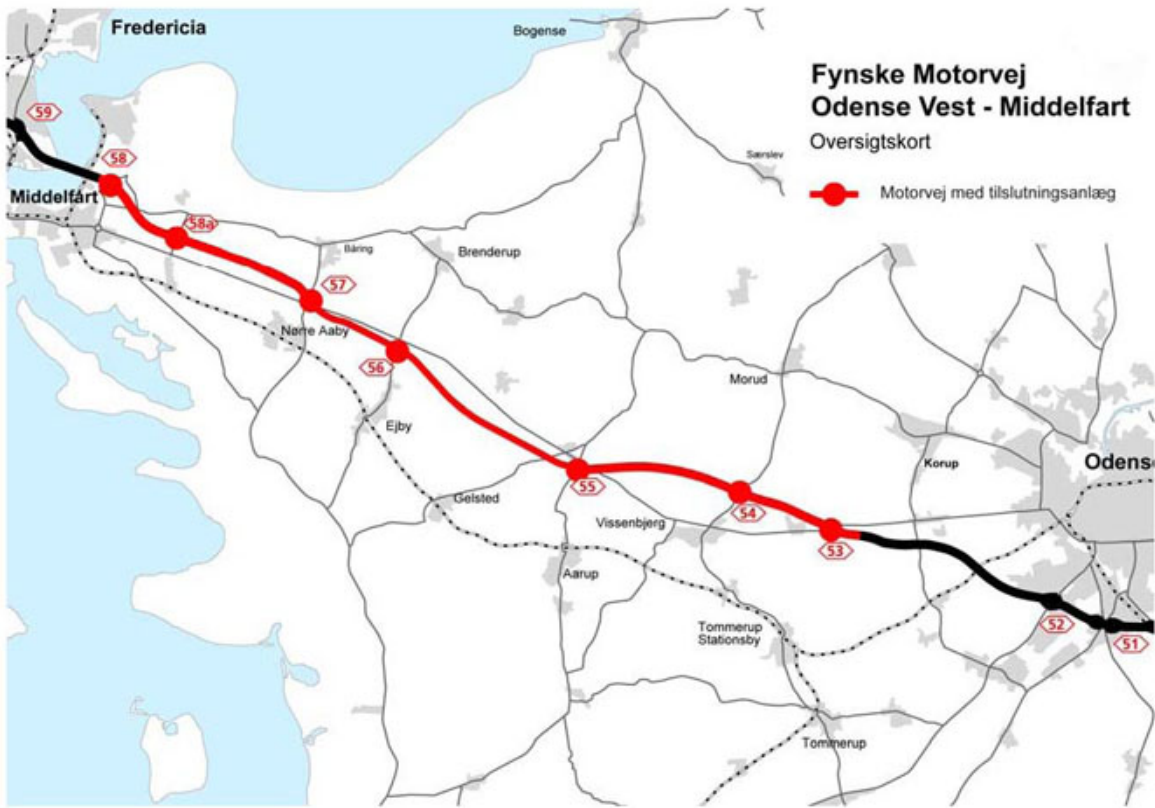 Fredericia
Bogense
Fynske Motorvej
Odense Vest - Middelfart
Oversigtskort
Motorvej med tilslutningsanlæg
59
58
Særslev
Middelfart
58a
Båring
Brenderup
57
Nørre Aaby
56
Morud
Ejby
Korup
Odens
55
Gelsted
54
Vissenbjerg
53
Aarup
52
Tommerup
Stationsby
51
Tommerup